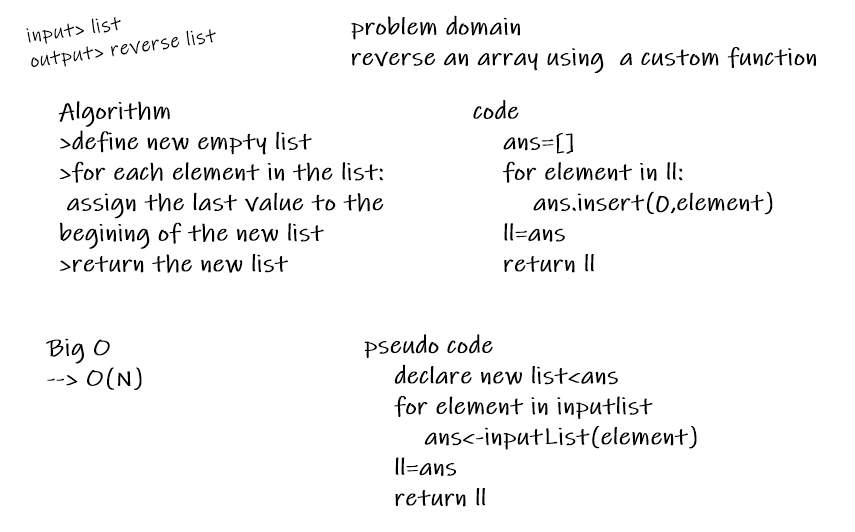 input> list
output> reverse list
problem domain
reverse an array using a custom function
Algorithm
>define new empty list
>for each element in the list:
assign the last value to the
begining of the new list
>return the new list
code
ans=[]
for element in ll:
ans.insert(0,element)
ll=ans
return ll
Big O
--> O(N)
pseudo code
declare new list<ans
for element in inputlist
ans<-inputList(element)
ll=ans
return ll